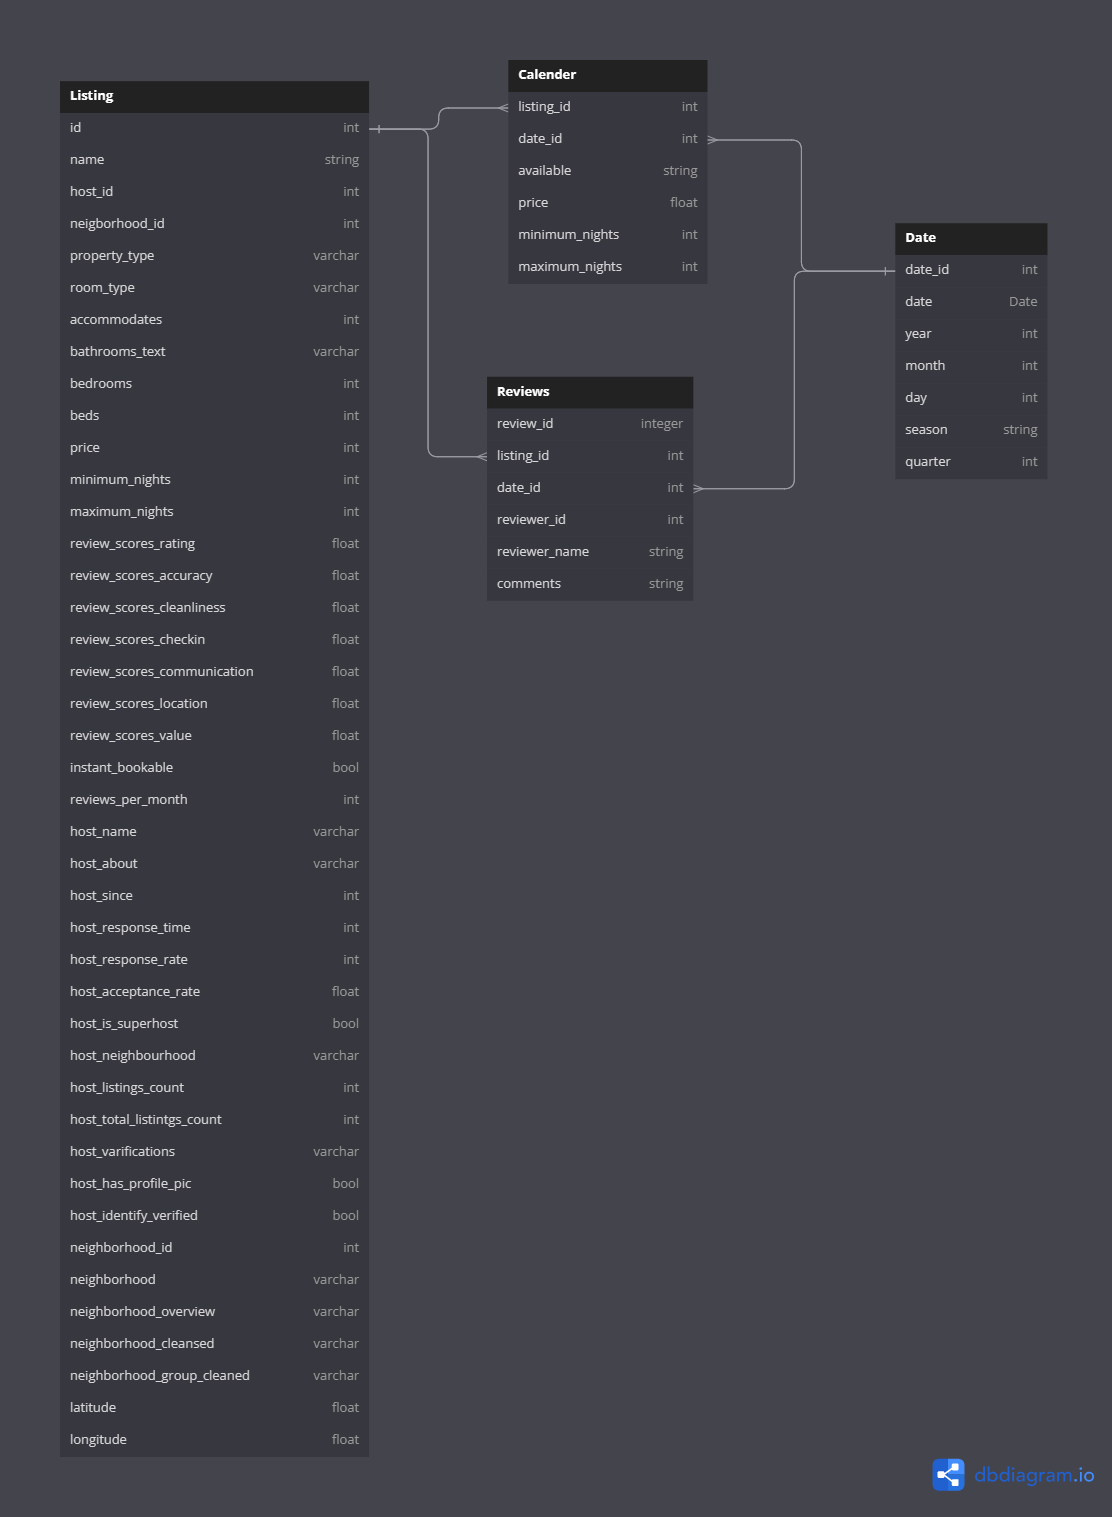 Listing
id int
name string
host_id int
neigborhood_id int
property_type varchar
room_type varchar
accommodates int
bathrooms_text varchar
bedrooms int
beds int
price int
minimum_nights int
maximum_nights int
review_scores_rating float
review_scores_accuracy float
review_scores_cleanliness float
review_scores_checkin float
review_scores_communication float
review_scores_location float
review_scores_value float
instant_bookable bool
reviews_per_month int
host_name varchar
host_about varchar
host_since int
host_response_time int
host_response_rate int
host_acceptance_rate float
host_is_superhost bool
host_neighbourhood varchar
host_listings_count int
host_total_listintgs_count int
host_varifications varchar
host_has_profile_pic bool
host_identify_verified bool
neighborhood_id int
neighborhood varchar
neighborhood_overview varchar
neighborhood_cleansed varchar
neighborhood_group_cleaned varchar
latitude float
longitude float
Calender
listing_id int
date_id int
available string
price float
minimum_nights int
maximum_nights int
Reviews
review_id integer
listing_id int
date_id int
reviewer_id int
reviewer_name string
comments string
Date
date_id int
date Date
year int
month int
day int
season string
quarter int
dbdiagram.io